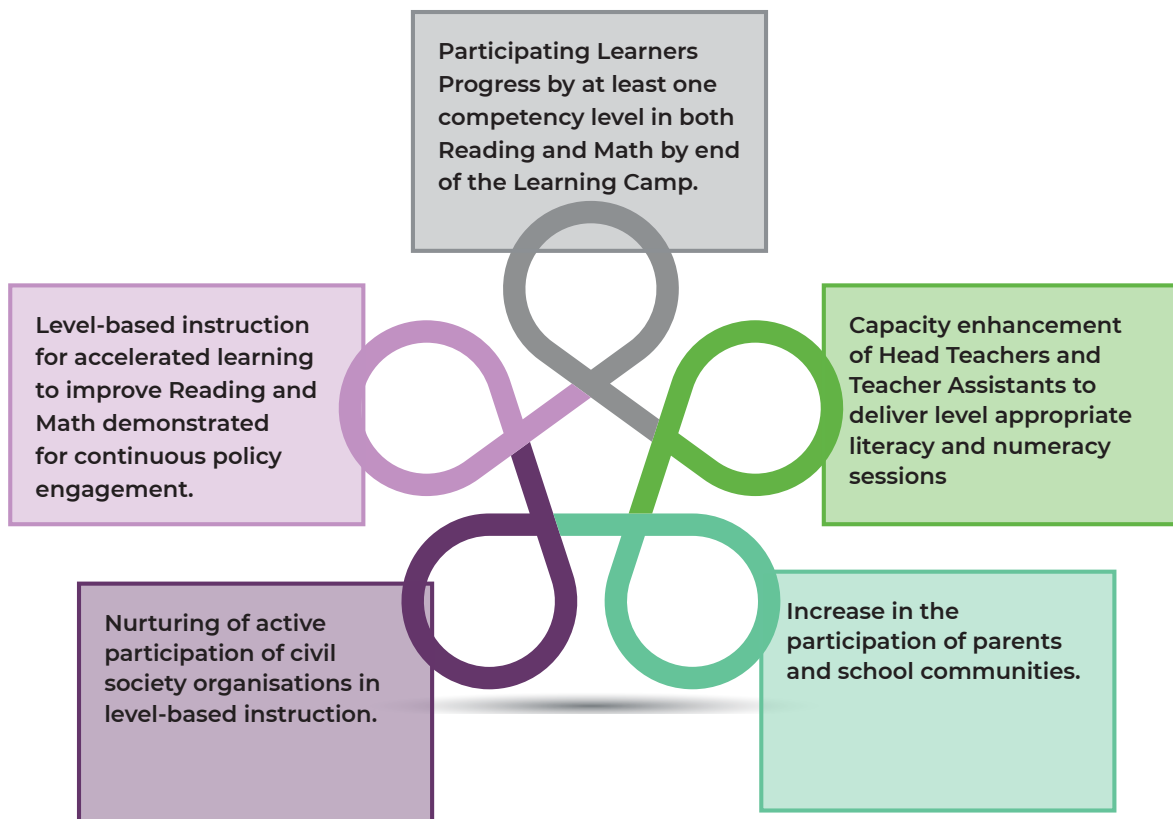 Participating Learners
Progress by at least one
competency level in both
Reading and Math by end
of the Learning Camp.
Level-based instruction
for accelerated learning
to improve Reading and
Math demonstrated
for continuous policy
engagement.
Capacity enhancement
of Head Teachers and
Teacher Assistants to
deliver level appropriate
literacy and numeracy
sessions
Nurturing of active
participation of civil
society organisations in
level-based instruction.
Increase in the
participation of parents
and school communities.